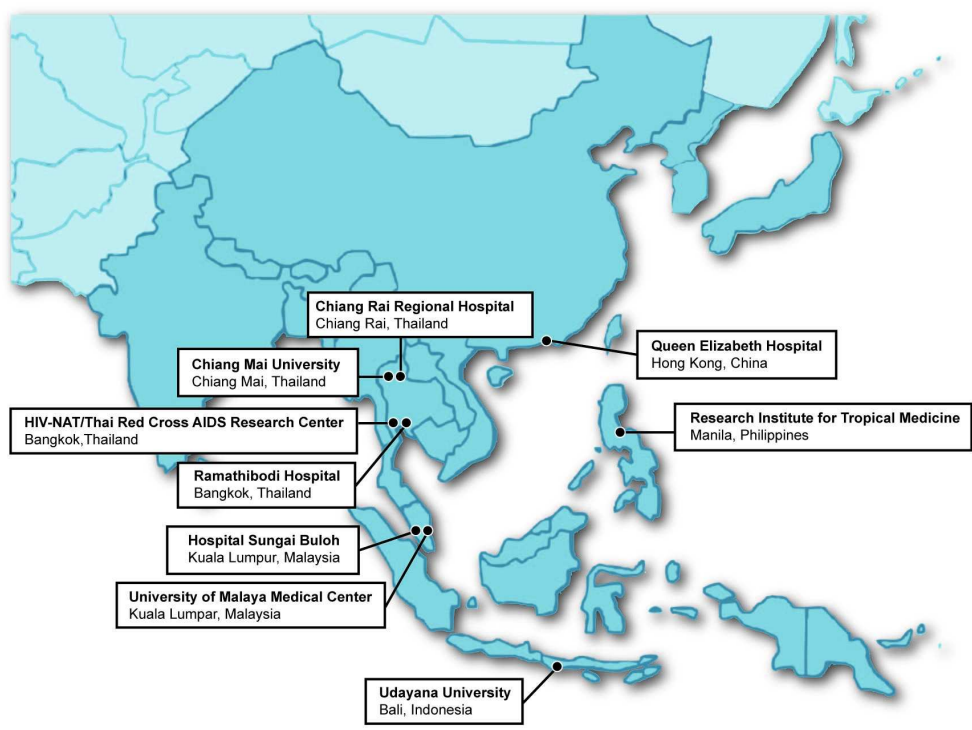 Chiang Rai Regional Hospital
Chiang Rai, Thailand
Queen Elizabeth Hospital
Hong Kong, China
Chiang Mai University
Chiang Mai, Thailand
HIV-NAT/Thai Red Cross AIDS Research Center
Bangkok,Thailand
Research Institute for Tropical Medicine
Manila, Philippines
Ramathibodi Hospital
Bangkok, Thailand
Hospital Sungai Buloh
Kuala Lumpur, Malaysia
University of Malaya Medical Center
Kuala Lumpar, Malaysia
Udayana University
Bali, Indonesia